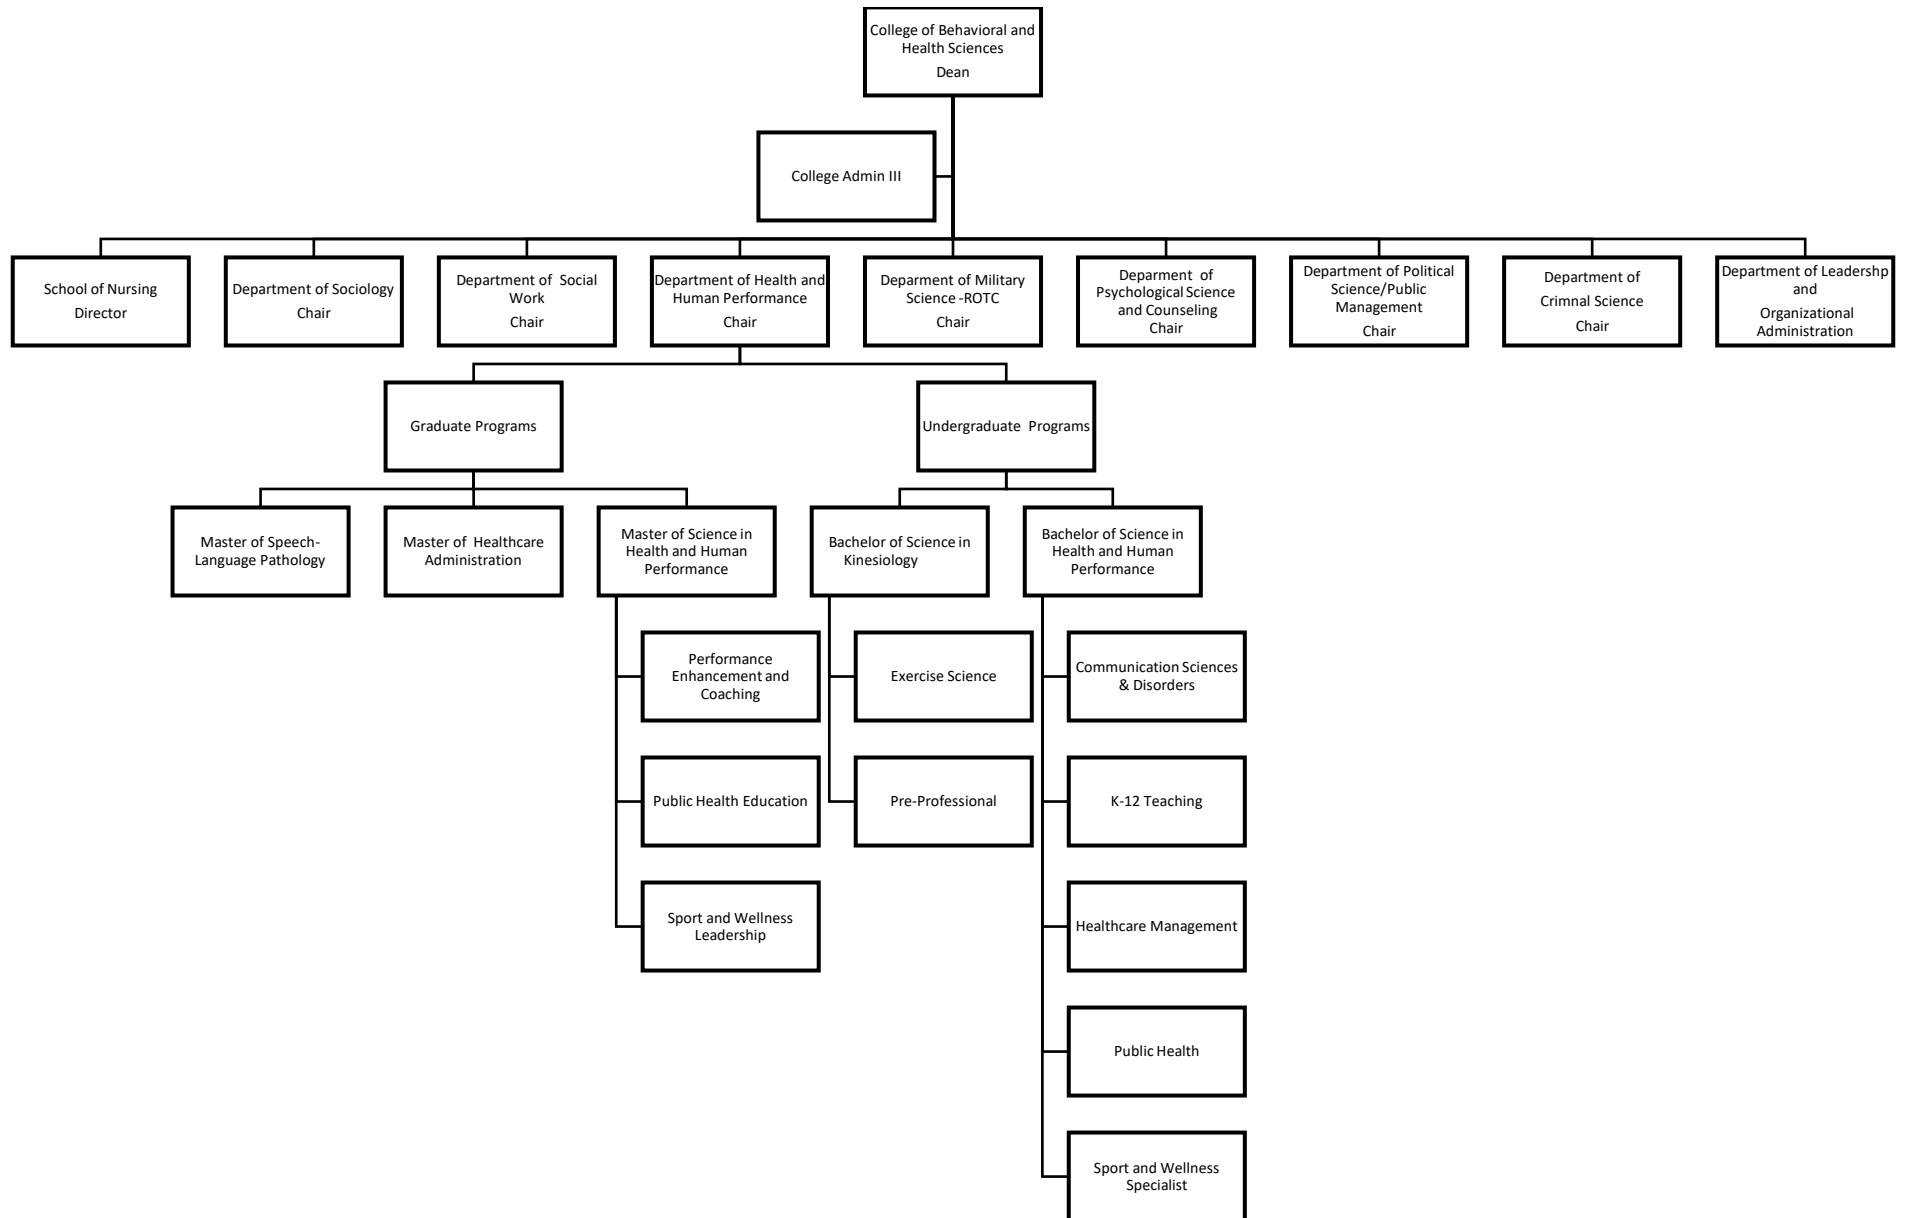 College of Behavioral and
Health Sciences
Dean
College Admin III
School of Nursing
Director
Department of Sociology
Chair
Department of  Social
Work
Chair
Department of Health and
Human Performance
Chair
Deparment of Military
Science -ROTC
Chair
Deparment  of
Psychological Science
and Counseling
Chair
Department of Political
Science/Public
Management
Chair
Department of
Crimnal Science
Chair
Department of Leadershp
and
Organizational
Administration
Graduate Programs
Undergraduate  Programs
Master of Speech-
Language Pathology
Master of  Healthcare
Administration
Master of Science in
Health and Human
Performance
Bachelor of Science in
Kinesiology
Bachelor of Science in
Health and Human
Performance
Performance
Enhancement and
Coaching
Exercise Science
Communication Sciences
& Disorders
Public Health Education
Pre-Professional
K-12 Teaching
Sport and Wellness
Leadership
Healthcare Management
Public Health
Sport and Wellness
Specialist